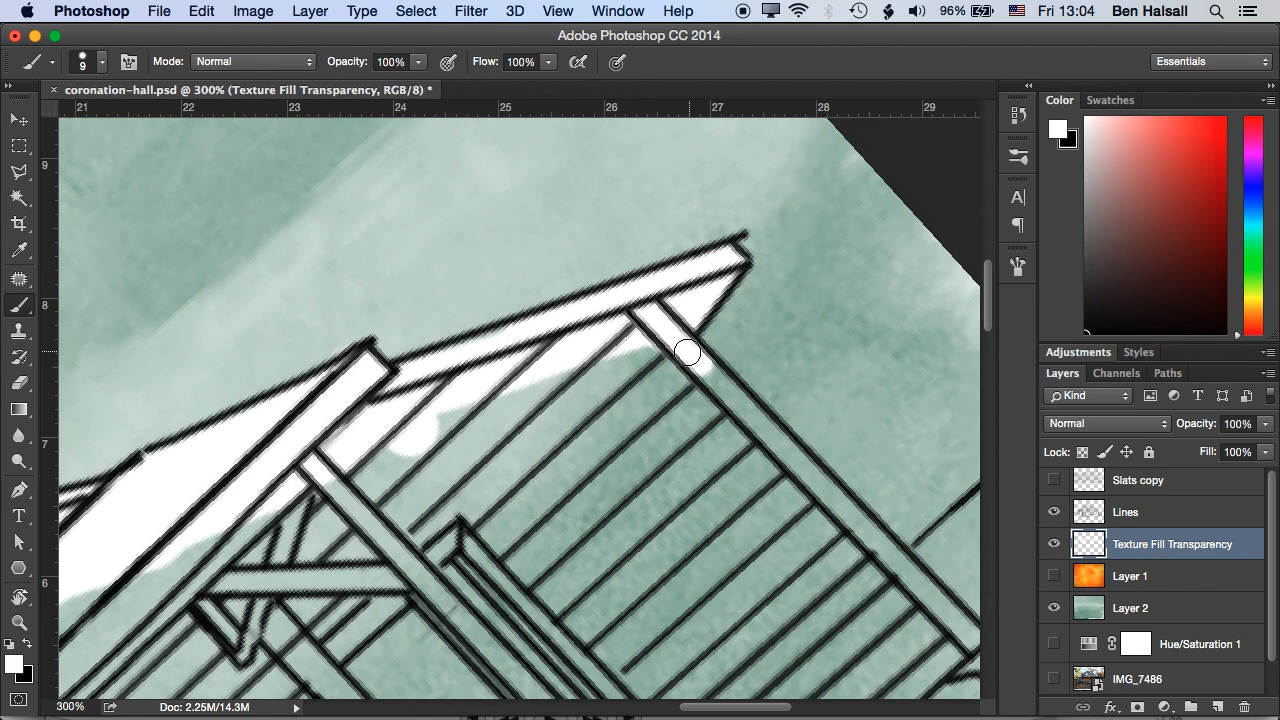 Photoshop File Edit Image Layer Type Select Filter 3D View Window Help 96% Fri 13:04 Ben Halsall
Adobe Photoshop CC 2014
9 Mode: Normal Opacity: 100% Flow: 100% Essentials
× coronation-hall.psd @ 300% (Texture Fill Transparency, RGB/8) *
21 22 23 24 25 26 27 28 29
9
8
7
6
Color Swatches
A
Adjustments Styles
Layers Channels Paths
Kind T
Normal Opacity: 100%
Lock: Fill: 100%
Slats copy
Lines
Texture Fill Transparency
Layer 1
Layer 2
Hue/Saturation 1
IMG_7486
T
300% Doc: 2.25M/14.3M
fx